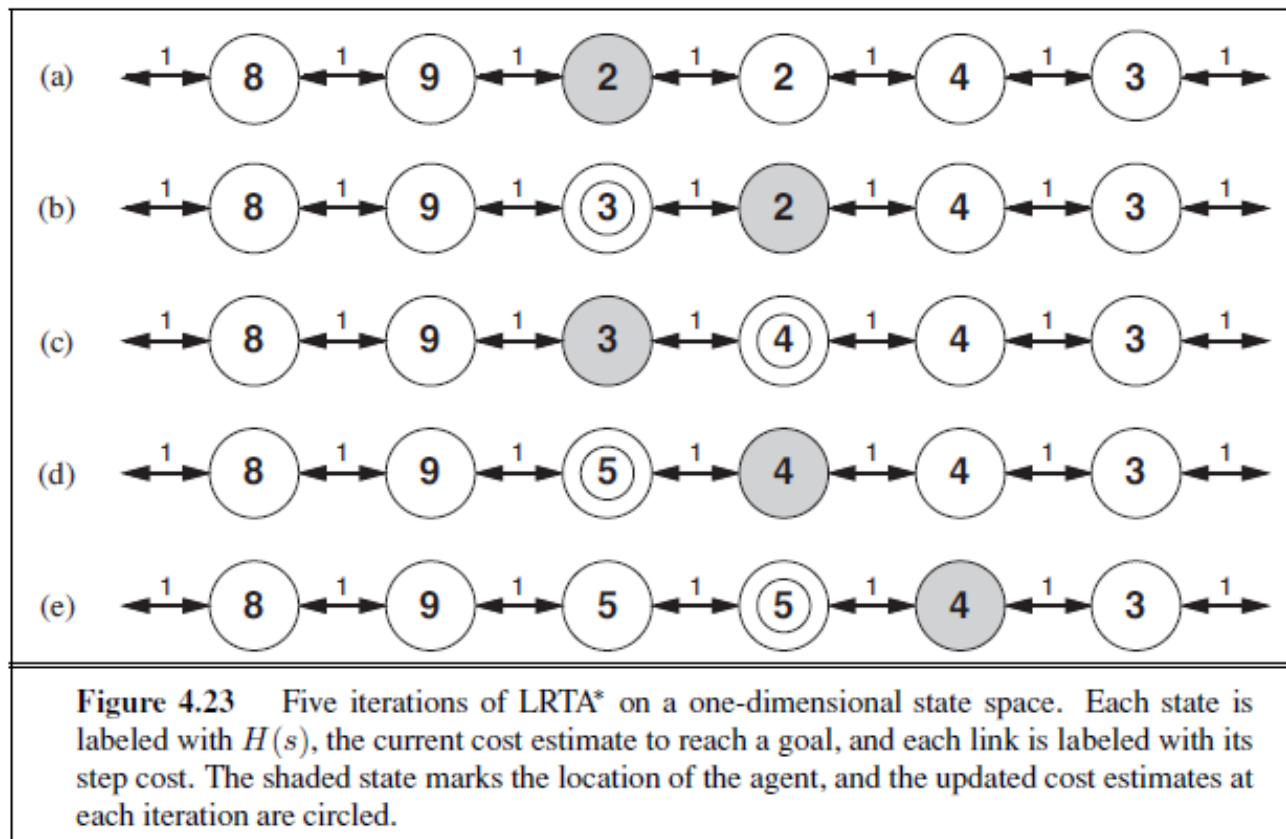 1 1 1 1 1 1 1
(a) 8 9 2 2 4 3
1 1 1 1 1 1 1
(b) 8 9 3 2 4 3
1 1 1 1 1 1 1
(c) 8 9 3 4 4 3
1 1 1 1 1 1 1
(d) 8 9 5 4 4 3
1 1 1 1 1 1 1
(e) 8 9 5 5 4 3
Figure 4.23 Five iterations of LRTA* on a one-dimensional state space. Each state is
labeled with H(s), the current cost estimate to reach a goal, and each link is labeled with its
step cost. The shaded state marks the location of the agent, and the updated cost estimates at
each iteration are circled.